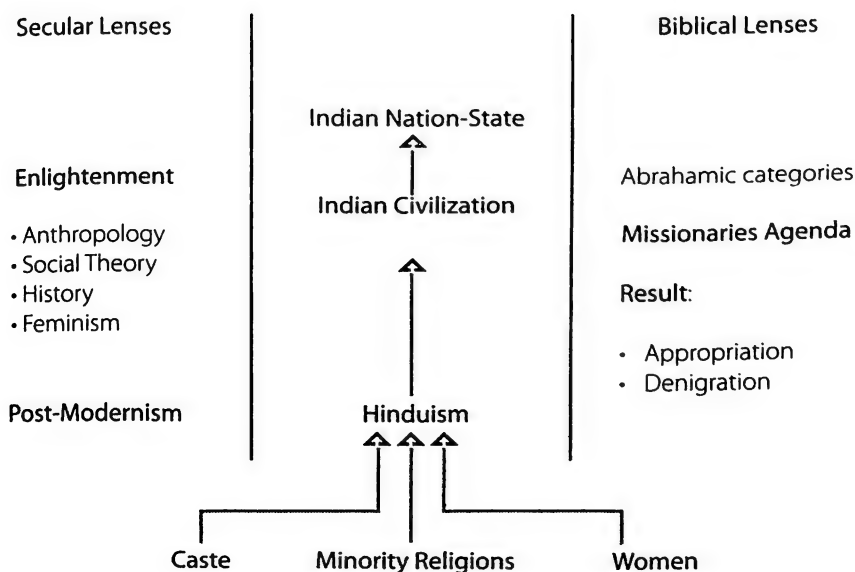 Secular Lenses
Enlightenment
• Anthropology
• Social Theory
• History
• Feminism
Post-Modernism
Indian Nation-State
Indian Civilization
Hinduism
Biblical Lenses
Abrahamic categories
Missionaries Agenda
Result:
• Appropriation
• Denigration
Caste
Minority Religions
Women